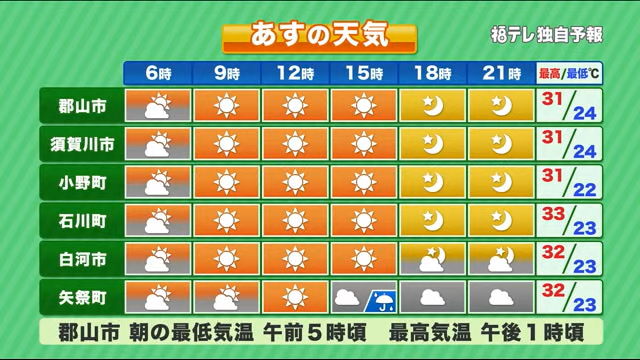 あすの天気
福テレ独自予報
6時 9時 12時 15時 18時 21時 最高/最低℃
郡山市 31/24
須賀川市 31/24
小野町 31/22
石川町 33/23
白河市 32/23
矢祭町 32/23
郡山市 朝の最低気温 午前5時頃 最高気温 午後1時頃